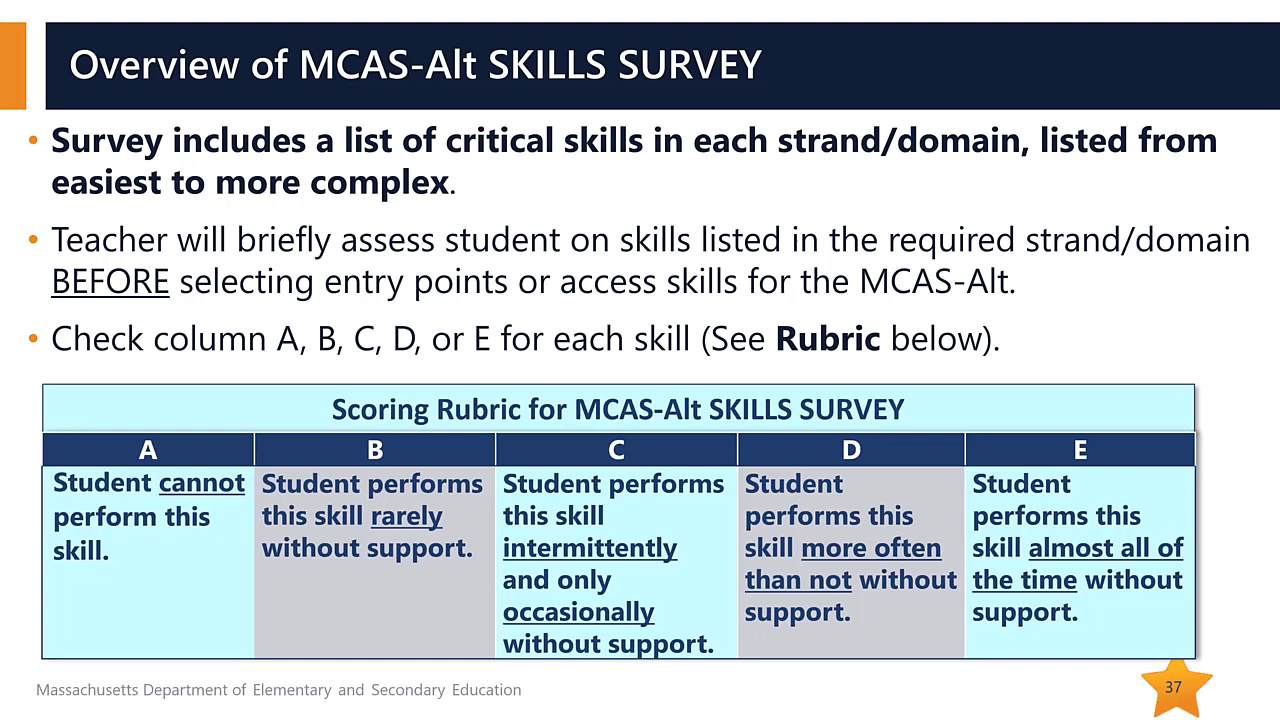 Overview of MCAS-Alt SKILLS SURVEY
• Survey includes a list of critical skills in each strand/domain, listed from
easiest to more complex.
• Teacher will briefly assess student on skills listed in the required strand/domain
BEFORE selecting entry points or access skills for the MCAS-Alt.
• Check column A, B, C, D, or E for each skill (See Rubric below).
Scoring Rubric for MCAS-Alt SKILLS SURVEY
A
B
C
D
E
Student cannot
perform this
skill.
Student performs
this skill rarely
without support.
Student performs
this skill
intermittently
and only
occasionally
without support.
Student
performs this
skill more often
than not without
support.
Student
performs this
skill almost all of
the time without
support.
Massachusetts Department of Elementary and Secondary Education
37